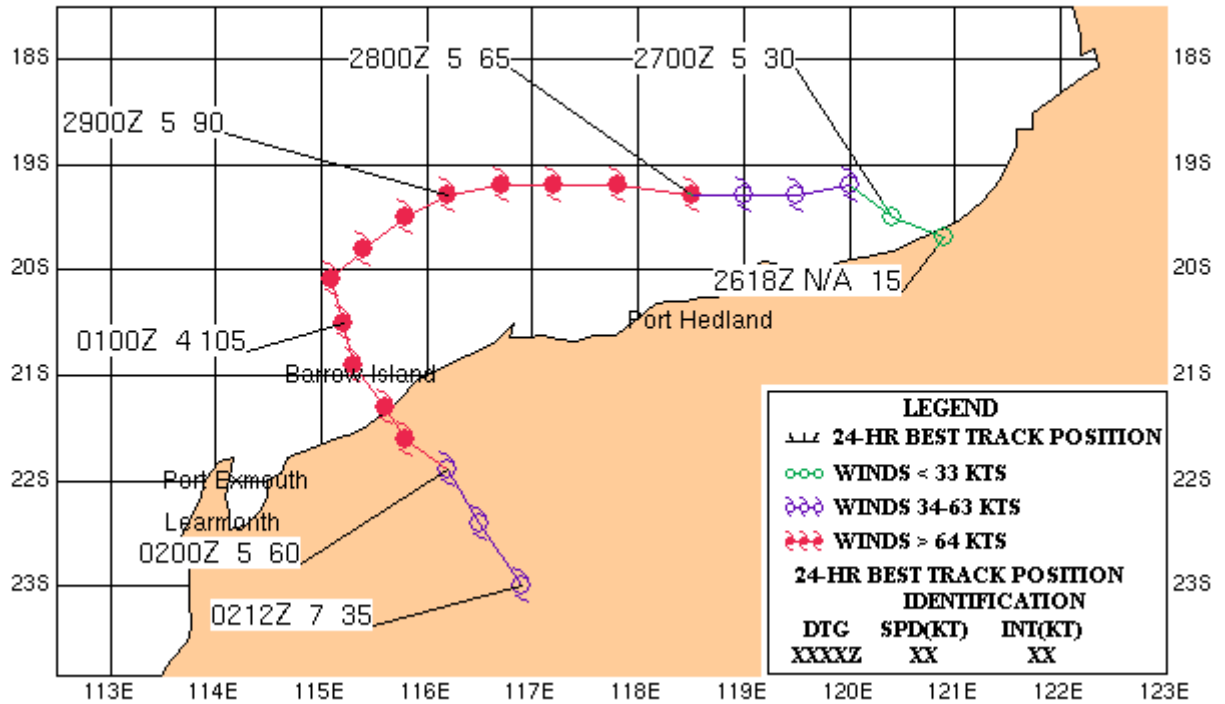 2800Z 5 65
2700Z 5 30
18S
18S
2900Z 5 90
19S
19S
20S
20S
2618Z N/A 15
Port Hedland
0100Z 4 105
Barrow Island
21S
21S
LEGEND
24-HR BEST TRACK POSITION
WINDS < 33 KTS
WINDS 34-63 KTS
WINDS > 64 KTS
24-HR BEST TRACK POSITION
IDENTIFICATION
DTG SPD(KT) INT(KT)
XXXXZ XX XX
22S
22S
Port Exmouth
Learmonth
0200Z 5 60
23S
23S
0212Z 7 35
113E 114E 115E 116E 117E 118E 119E 120E 121E 122E 123E